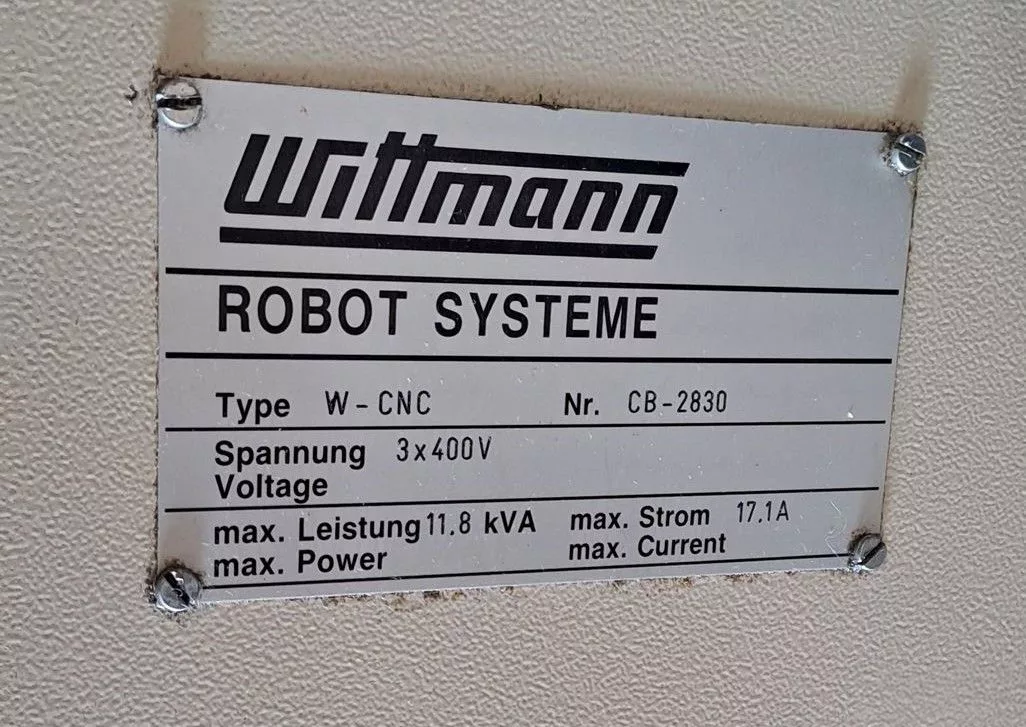 Wittmann
ROBOT SYSTEME
Type W-CNC Nr. CB-2830
Spannung 3x400V
Voltage
max. Leistung 11.8 kVA max. Strom 17.1A
max. Power max. Current